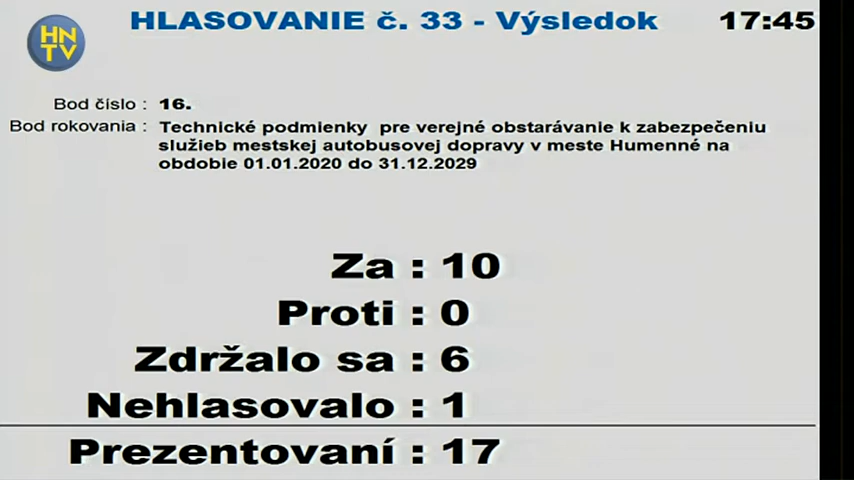 HN
TV
HLASOVANIE č. 33 - Výsledok
17:45
Bod číslo : 16.
Bod rokovania : Technické podmienky pre verejné obstarávanie k zabezpečeniu
služieb mestskej autobusovej dopravy v meste Humenné na
obdobie 01.01.2020 do 31.12.2029
Za : 10
Proti : 0
Zdržalo sa : 6
Nehlasovalo : 1
Prezentovaní : 17